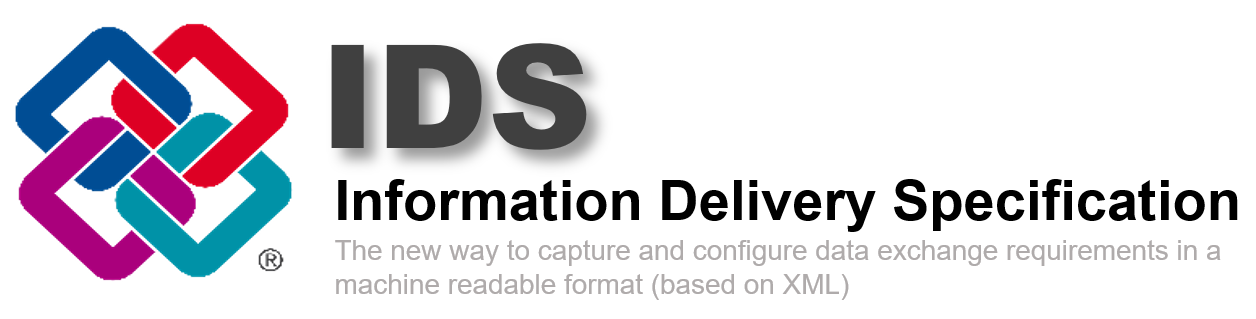 IDS
Information Delivery Specification
The new way to capture and configure data exchange requirements in a
machine readable format (based on XML)
®